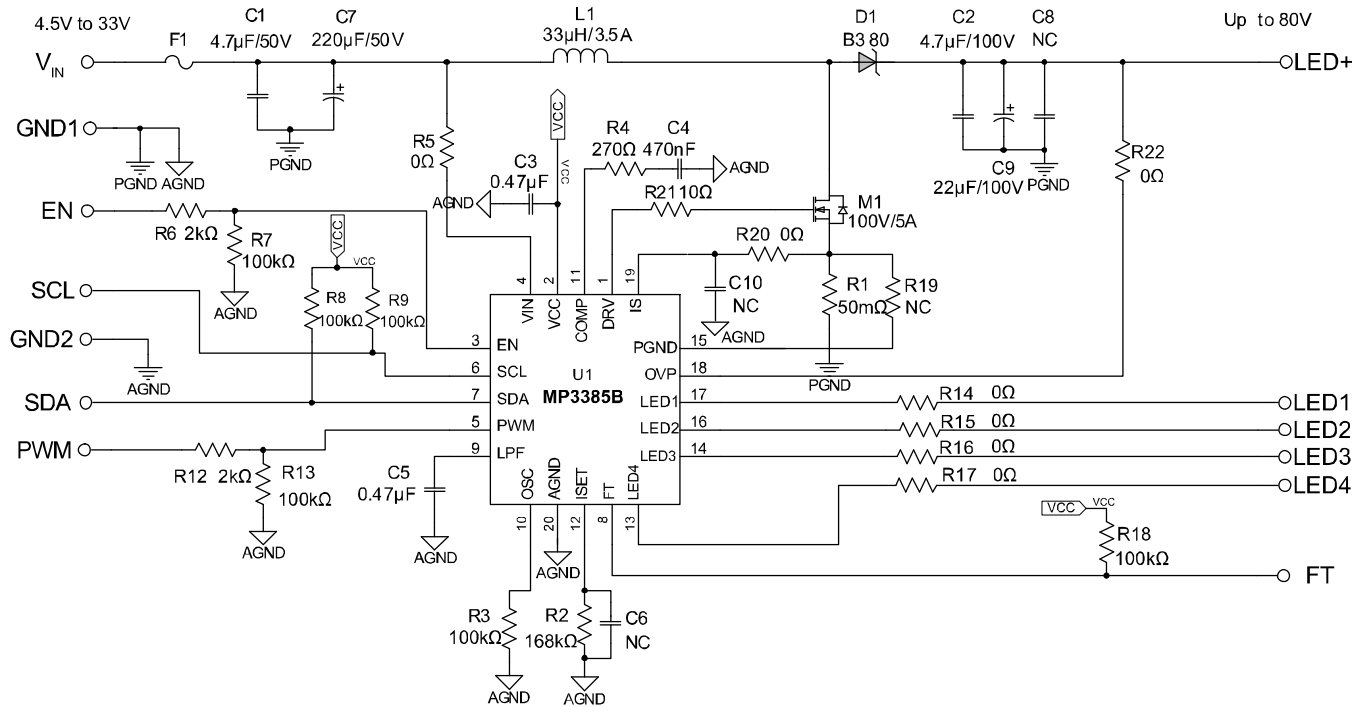 4.5V to 33V
F1
C1
4.7µF/50V
C7
220µF/50V
L1
33µH/3.5A
D1
B380
C2
4.7µF/100V
C8
NC
Up to 80V
VIN
LED+
GND1
PGND
AGND
PGND
R5
0Ω
VCC
VCC
C3
0.47µF
AGND
R4
270Ω
C4
470nF
AGND
R21 10Ω
M1
100V/5A
C9
22µF/100V
PGND
R22
0Ω
EN
R6 2kΩ
R7
100kΩ
AGND
VCC
VCC
R20 0Ω
C10
NC
AGND
R1
50mΩ
R19
NC
PGND
SCL
R8
100kΩ
R9
100kΩ
GND2
AGND
SDA
PWM
R12 2kΩ
R13
100kΩ
AGND
C5
0.47µF
AGND
4
2
11
1
19
VIN
VCC
COMP
DRV
IS
3
EN
6
SCL
7
SDA
5
PWM
9
LPF
U1
MP3385B
PGND
15
OVP
18
LED1
17
LED2
16
LED3
14
OSC
AGND
ISET
FT
LED4
10
20
12
8
13
R14 0Ω
LED1
R15 0Ω
LED2
R16 0Ω
LED3
R17 0Ω
LED4
VCC
VCC
R18
100kΩ
FT
AGND
R3
100kΩ
AGND
R2
168kΩ
C6
NC
AGND